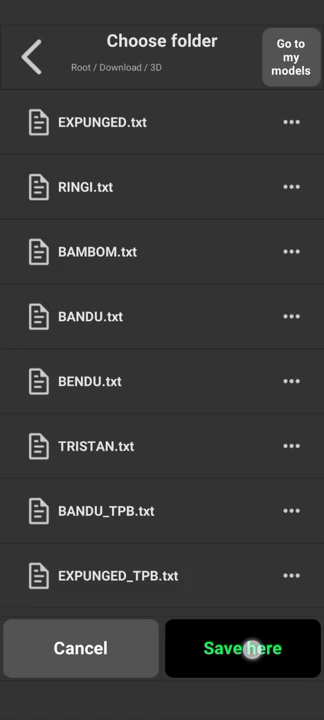 Choose folder
Go to
my
models
Root / Download / 3D
EXPUNGED.txt
RINGI.txt
BAMBOM.txt
BANDU.txt
BENDU.txt
TRISTAN.txt
BANDU_TPB.txt
EXPUNGED_TPB.txt
Cancel
Save here